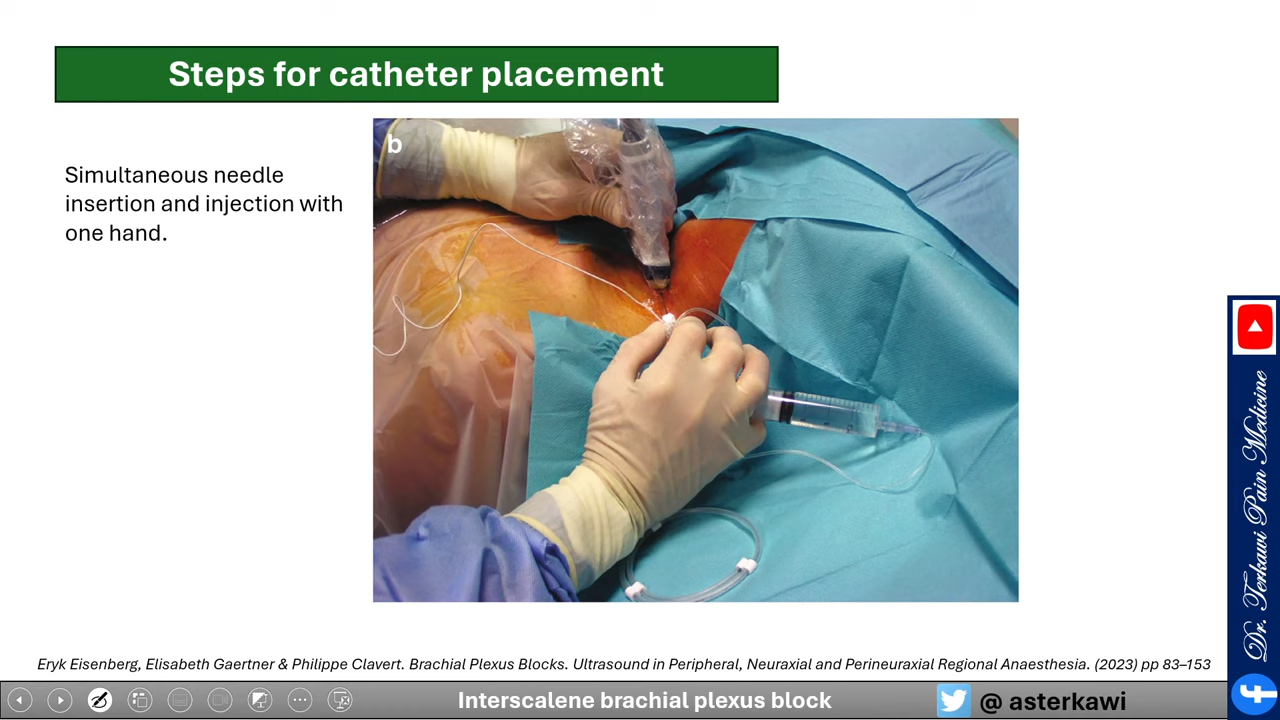 Steps for catheter placement
b
Simultaneous needle
insertion and injection with
one hand.
Dr. Terkawi Pain Medicine
Eryk Eisenberg, Elisabeth Gaertner & Philippe Clavert. Brachial Plexus Blocks. Ultrasound in Peripheral, Neuraxial and Perineuraxial Regional Anaesthesia. (2023) pp 83–153
Interscalene brachial plexus block
@ asterkawi